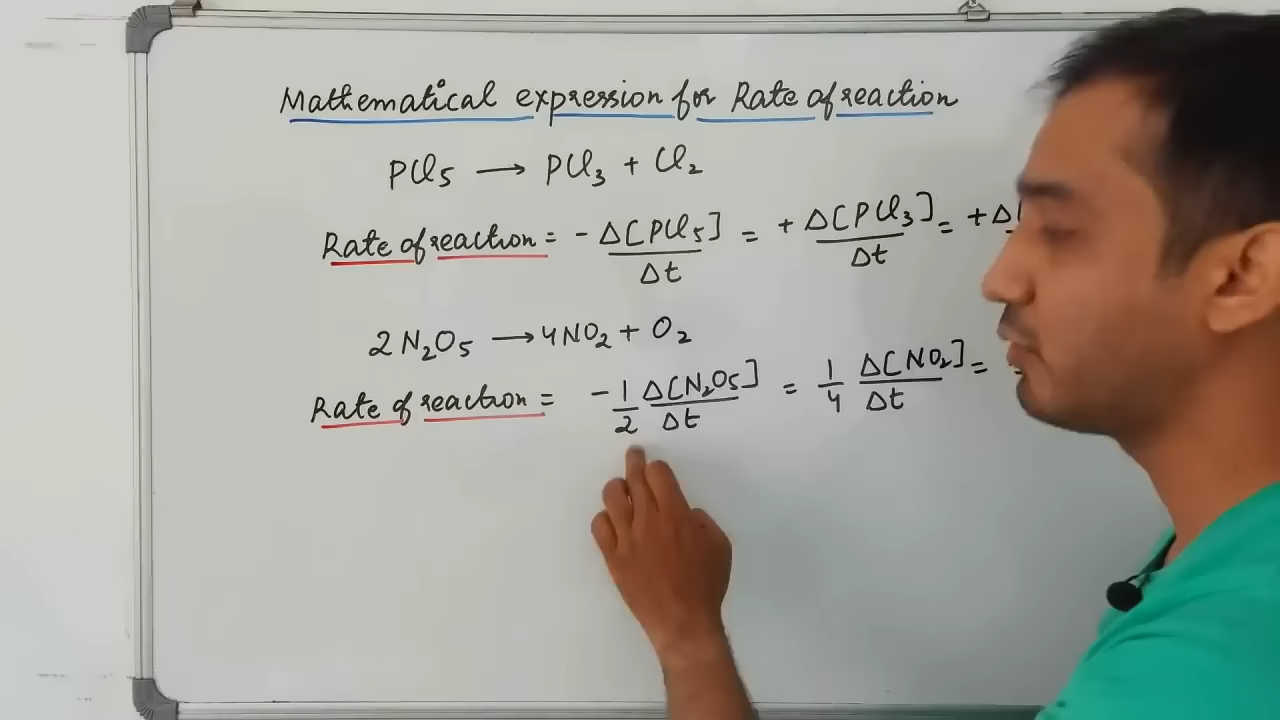 Mathematical expression for Rate of reaction
PCl₅ ⟶ PCl₃ + Cl₂
Rate of reaction = - Δ[PCl₅]/Δt = + Δ[PCl₃]/Δt = + Δ[
2 N₂O₅ ⟶ 4NO₂ + O₂
Rate of reaction = - 1/2 Δ[N₂O₅]/Δt = 1/4 Δ[NO₂]/Δt =